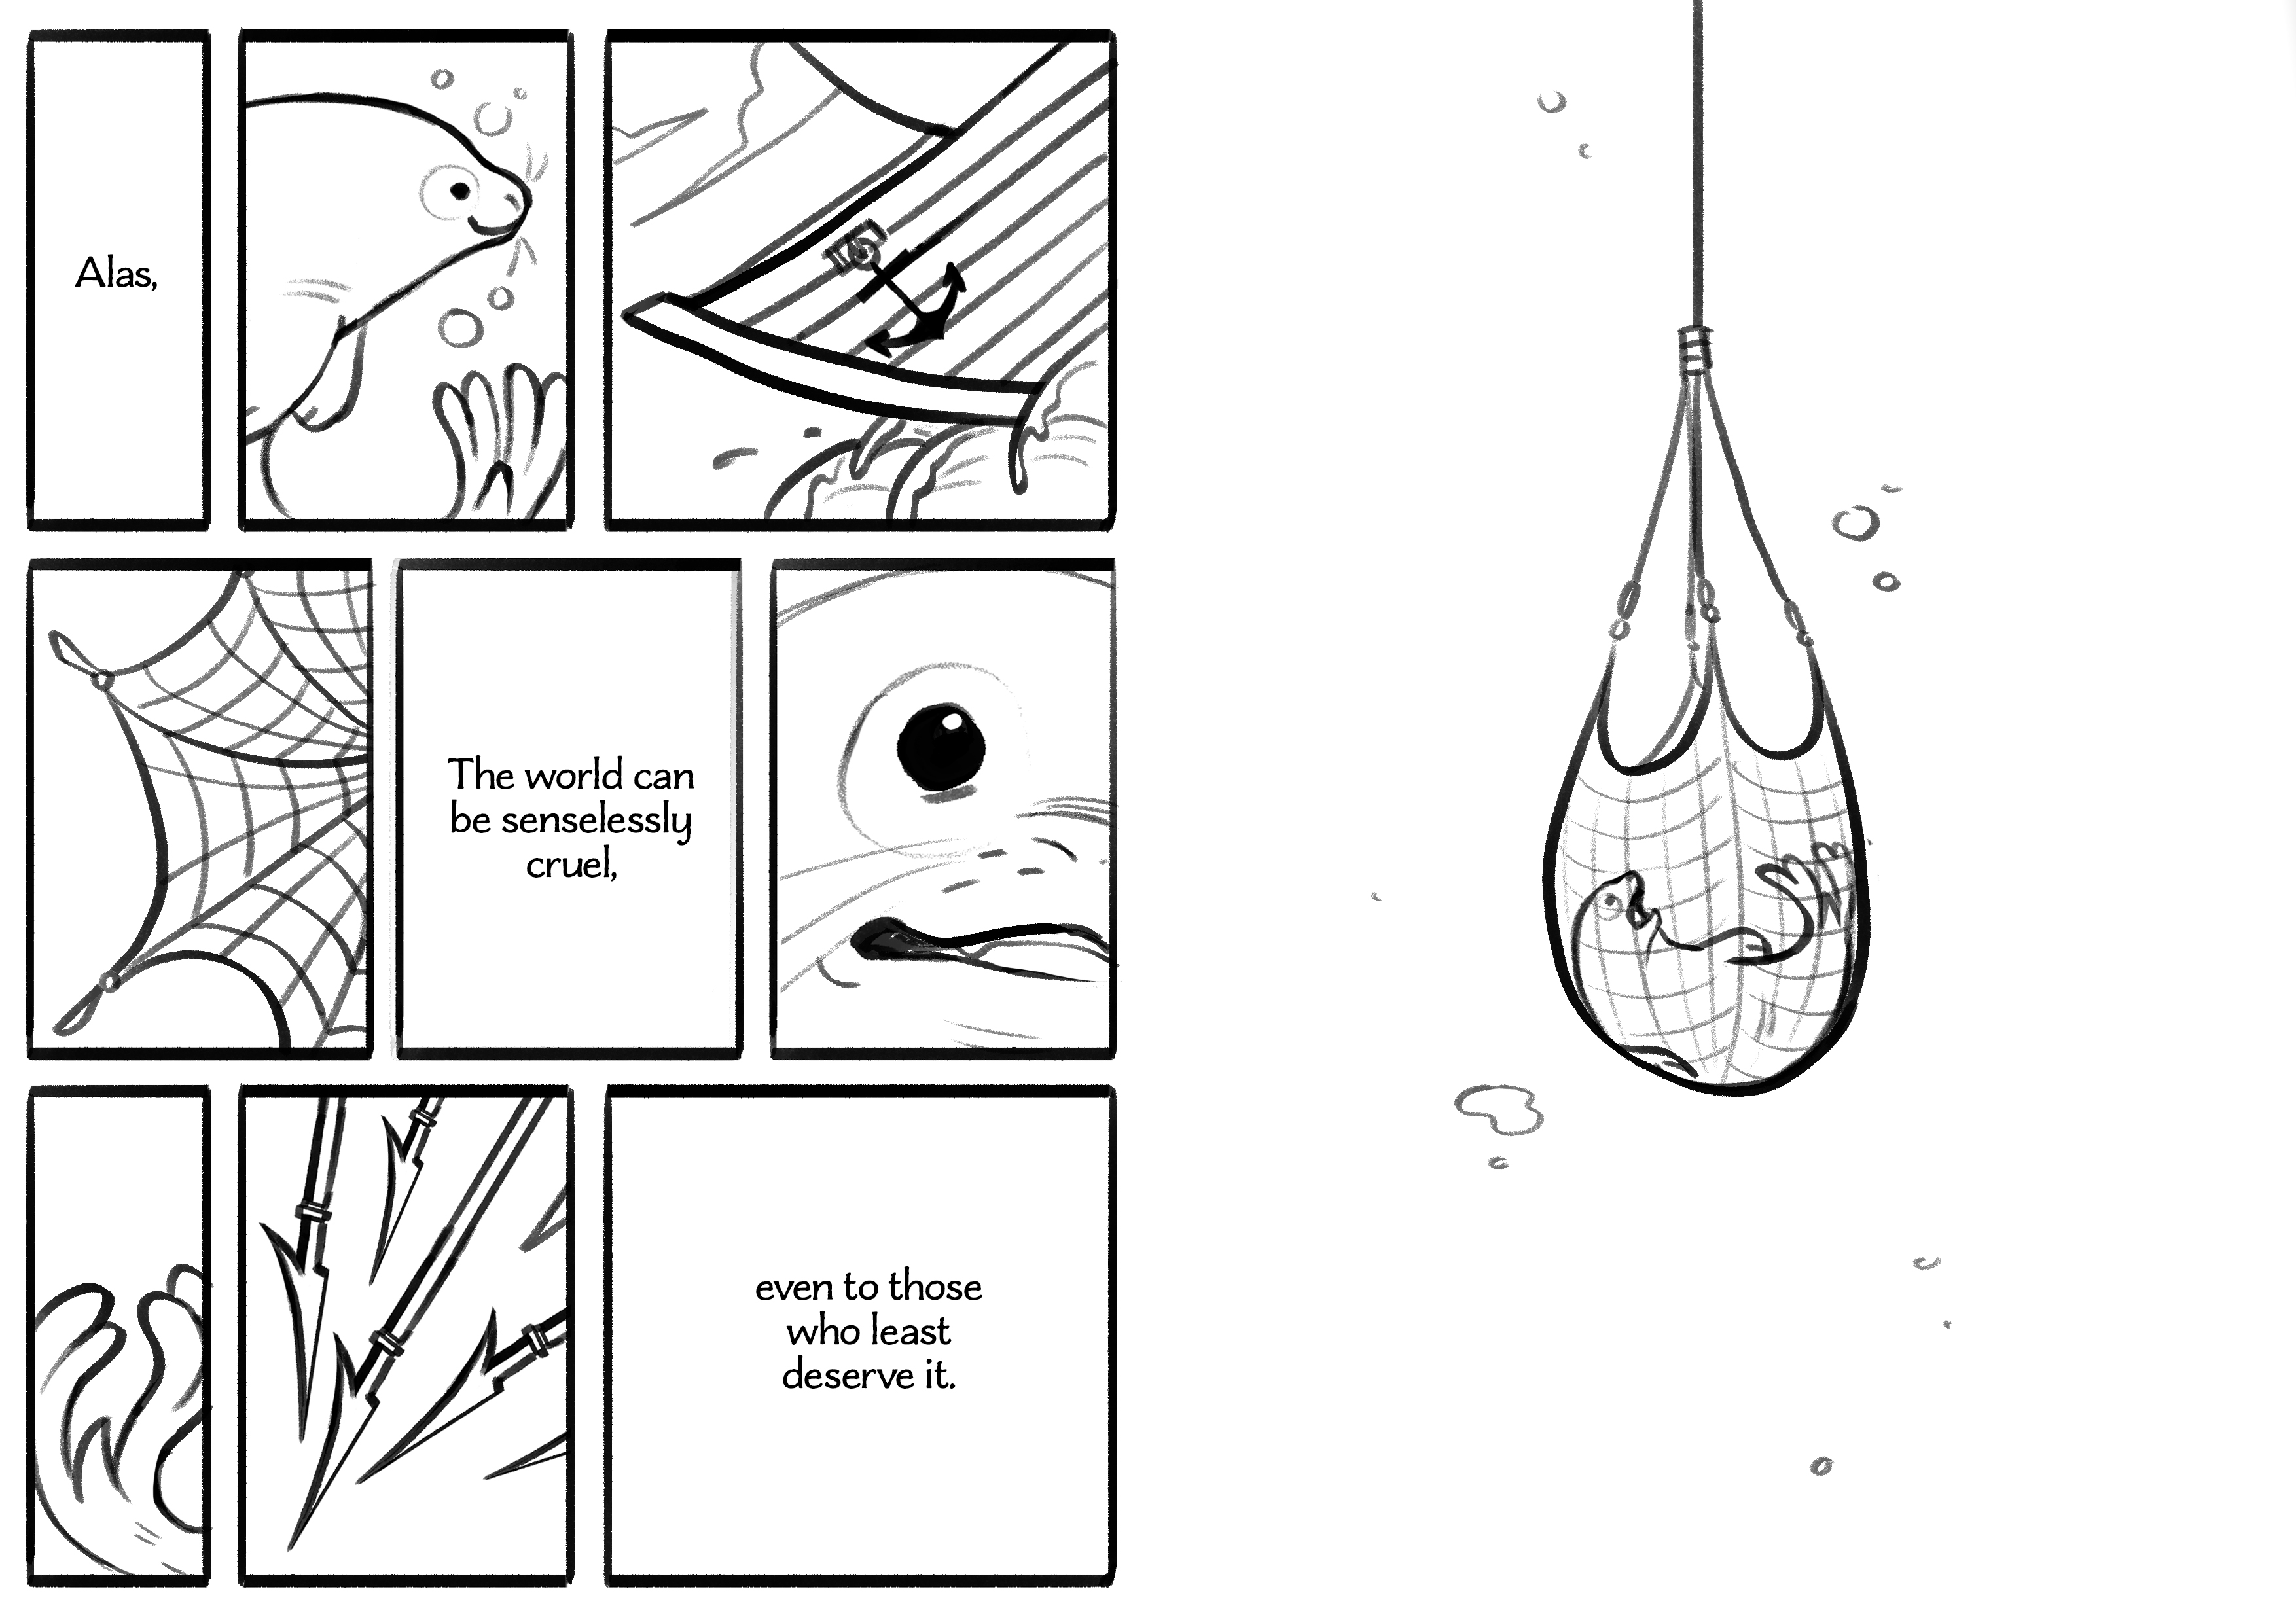 Alas,
The world can
be senselessly
cruel,
even to those
who least
deserve it.